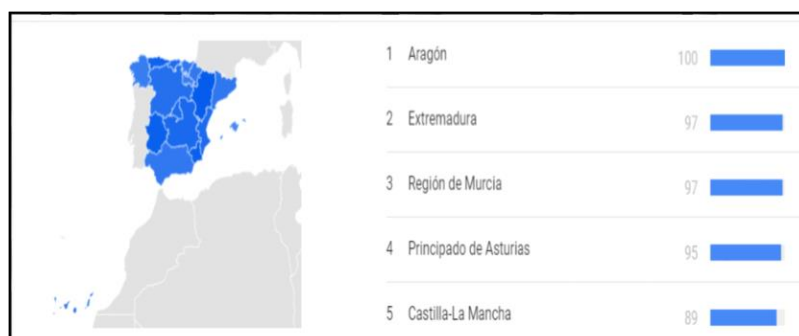 1 Aragón 100
2 Extremadura 97
3 Región de Murcia 97
4 Principado de Asturias 95
5 Castilla-La Mancha 89